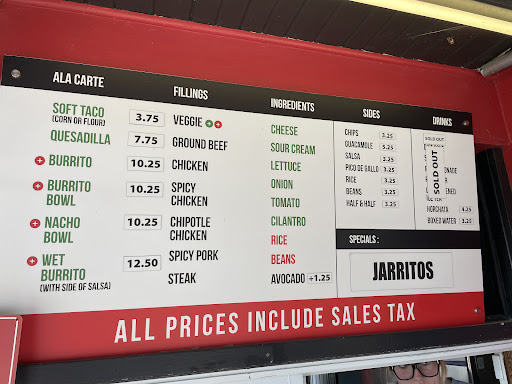 ALA CARTE
SOFT TACO 3.75
(CORN OR FLOUR)
QUESADILLA 7.75
BURRITO 10.25
BURRITO 10.25
BOWL
NACHO 10.25
BOWL
WET 12.50
BURRITO
(WITH SIDE OF SALSA)
FILLINGS
VEGGIE
GROUND BEEF
CHICKEN
SPICY
CHICKEN
CHIPOTLE
CHICKEN
SPICY PORK
STEAK
INGREDIENTS
CHEESE
SOUR CREAM
LETTUCE
ONION
TOMATO
CILANTRO
RICE
BEANS
AVOCADO +1.25
SIDES
CHIPS 3.25
GUACAMOLE 5.25
SALSA 3.25
PICO DE GALLO 3.25
RICE 3.25
BEANS 3.25
HALF & HALF 3.25
DRINKS
SOLD OUT
SOLD OUT
HORCHATA 4.25
BOXED WATER 3.25
SPECIALS :
JARRITOS
ALL PRICES INCLUDE SALES TAX